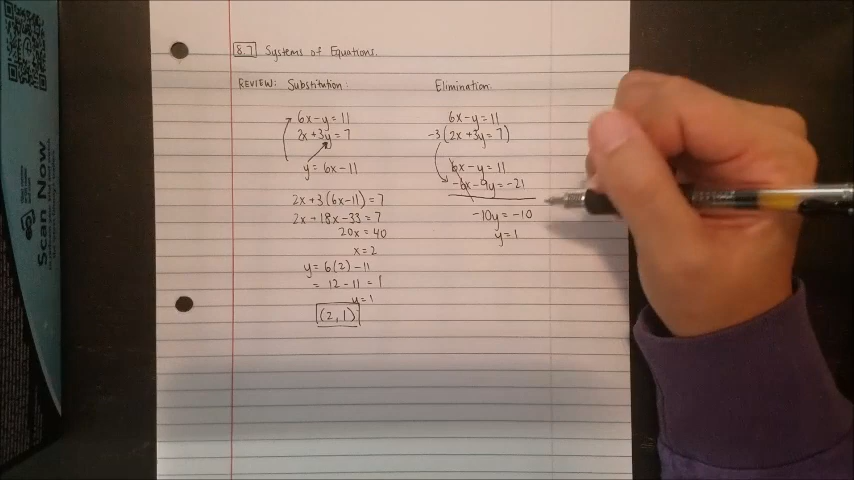 Scan Now
8.7 Systems of Equations.
REVIEW: Substitution:
6x-y=11
2x+3y=7
y=6x-11
2x+3(6x-11)=7
2x+18x-33=7
20x=40
x=2
y=6(2)-11
=12-11=1
y=1
(2,1)
Elimination:
6x-y=11
-3(2x+3y=7)
6x-y=11
-6x-9y=-21
-10y=-10
y=1